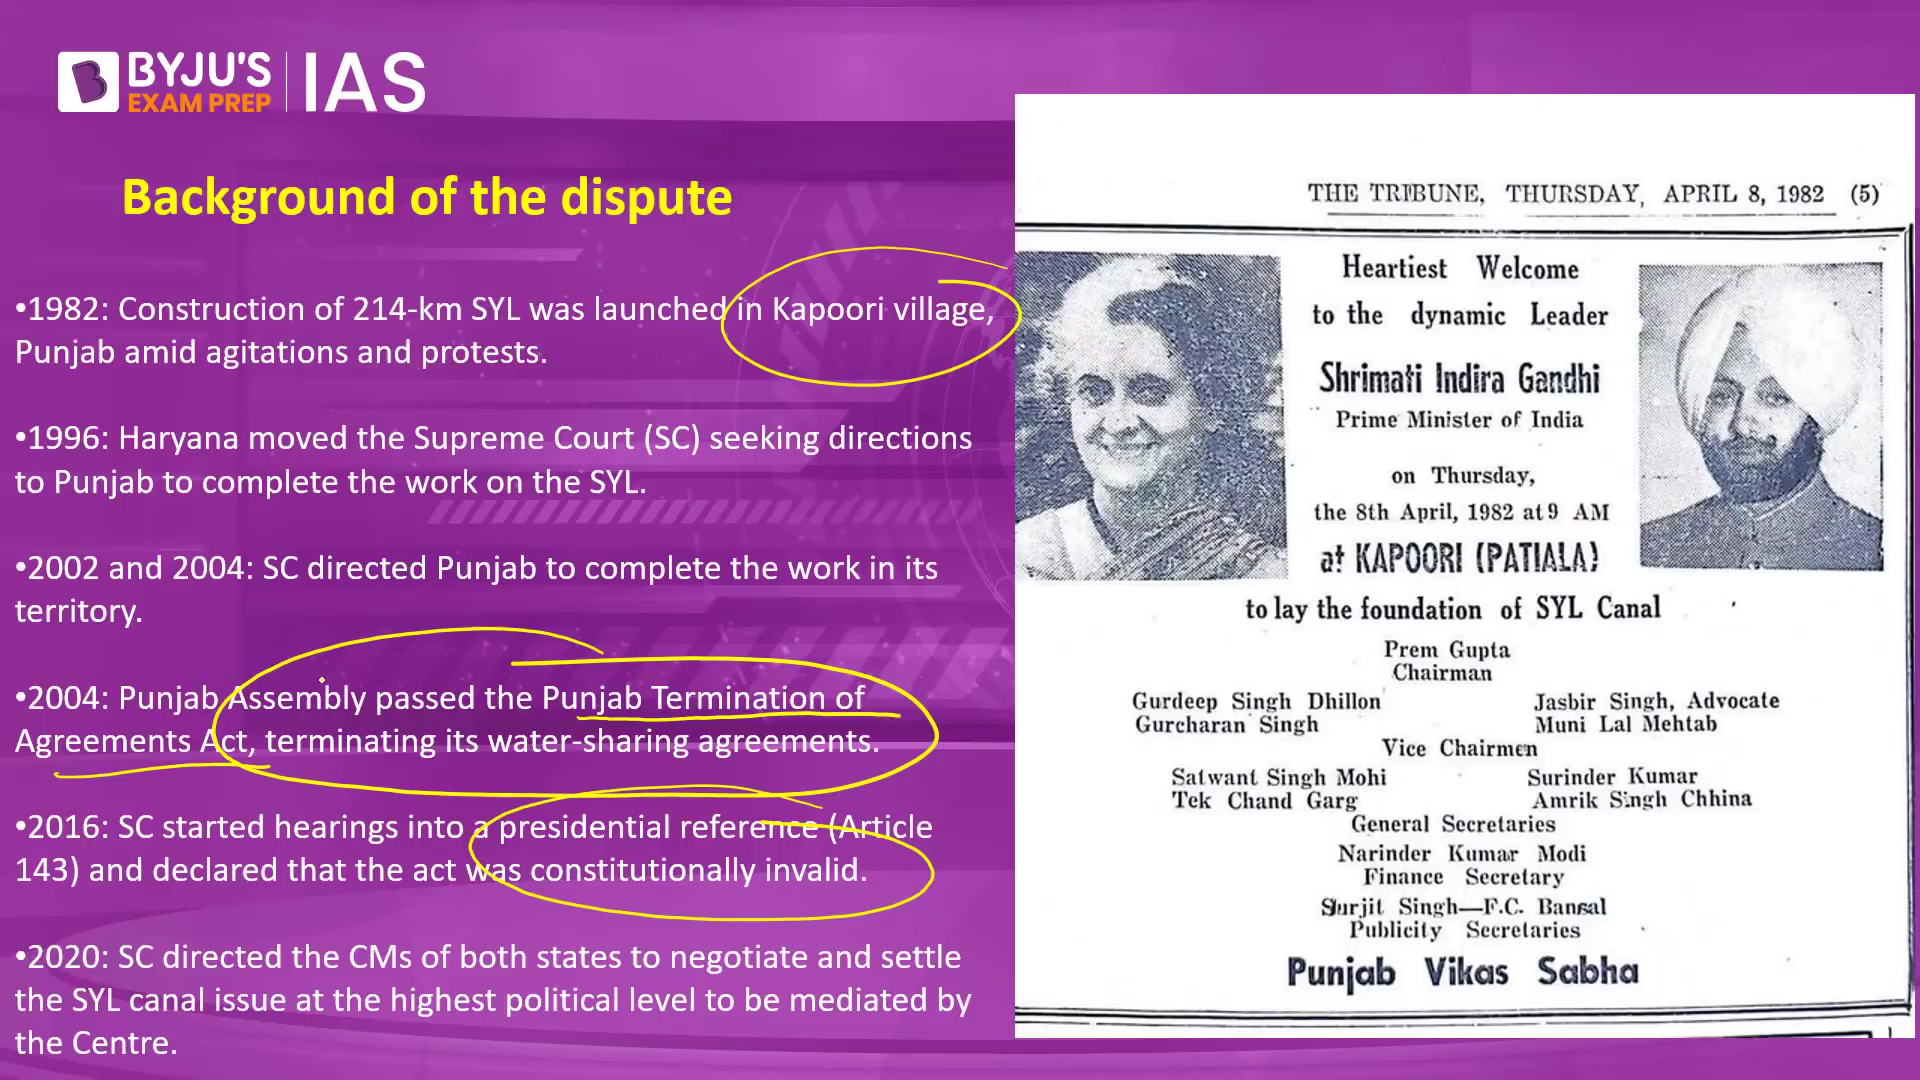 BYJU'S
EXAM PREP
IAS
Background of the dispute
•1982: Construction of 214-km SYL was launched in Kapoori village,
Punjab amid agitations and protests.
•1996: Haryana moved the Supreme Court (SC) seeking directions
to Punjab to complete the work on the SYL.
•2002 and 2004: SC directed Punjab to complete the work in its
territory.
•2004: Punjab Assembly passed the Punjab Termination of
Agreements Act, terminating its water-sharing agreements.
•2016: SC started hearings into a presidential reference (Article
143) and declared that the act was constitutionally invalid.
•2020: SC directed the CMs of both states to negotiate and settle
the SYL canal issue at the highest political level to be mediated by
the Centre.
THE TRIBUNE, THURSDAY, APRIL 8, 1982 (5)
Heartiest Welcome
to the dynamic Leader
Shrimati Indira Gandhi
Prime Minister of India
on Thursday,
the 8th April, 1982 at 9 AM
at KAPOORI (PATIALA)
to lay the foundation of SYL Canal
Prem Gupta
Chairman
Gurdeep Singh Dhillon Jasbir Singh, Advocate
Gurcharan Singh Muni Lal Mehtab
Vice Chairmen
Satwant Singh Mohi Surinder Kumar
Tek Chand Garg Amrik Singh Chhina
General Secretaries
Narinder Kumar Modi
Finance Secretary
Surjit Singh—F.C. Bansal
Publicity Secretaries
Punjab Vikas Sabha